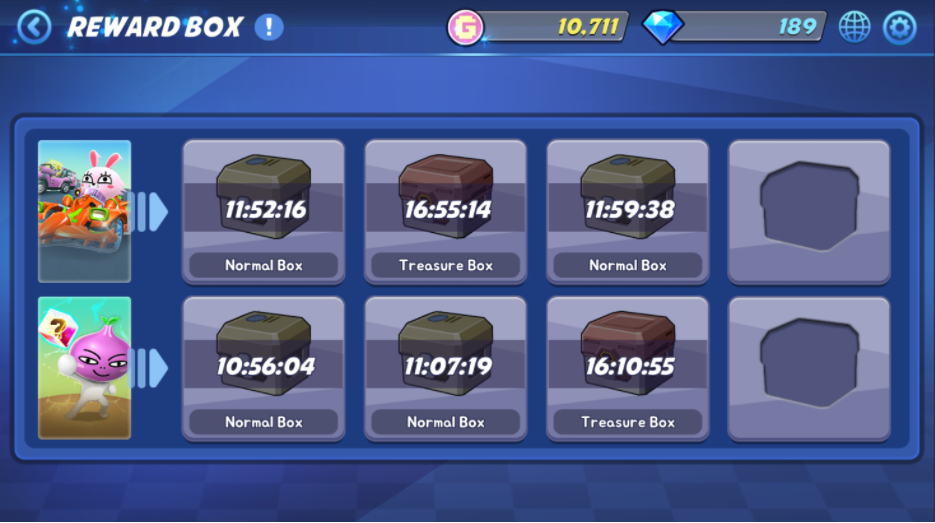 REWARD BOX !
G 10,711
189
11:52:16
16:55:14
11:59:38
Normal Box
Treasure Box
Normal Box
?
10:56:04
11:07:19
16:10:55
Normal Box
Normal Box
Treasure Box